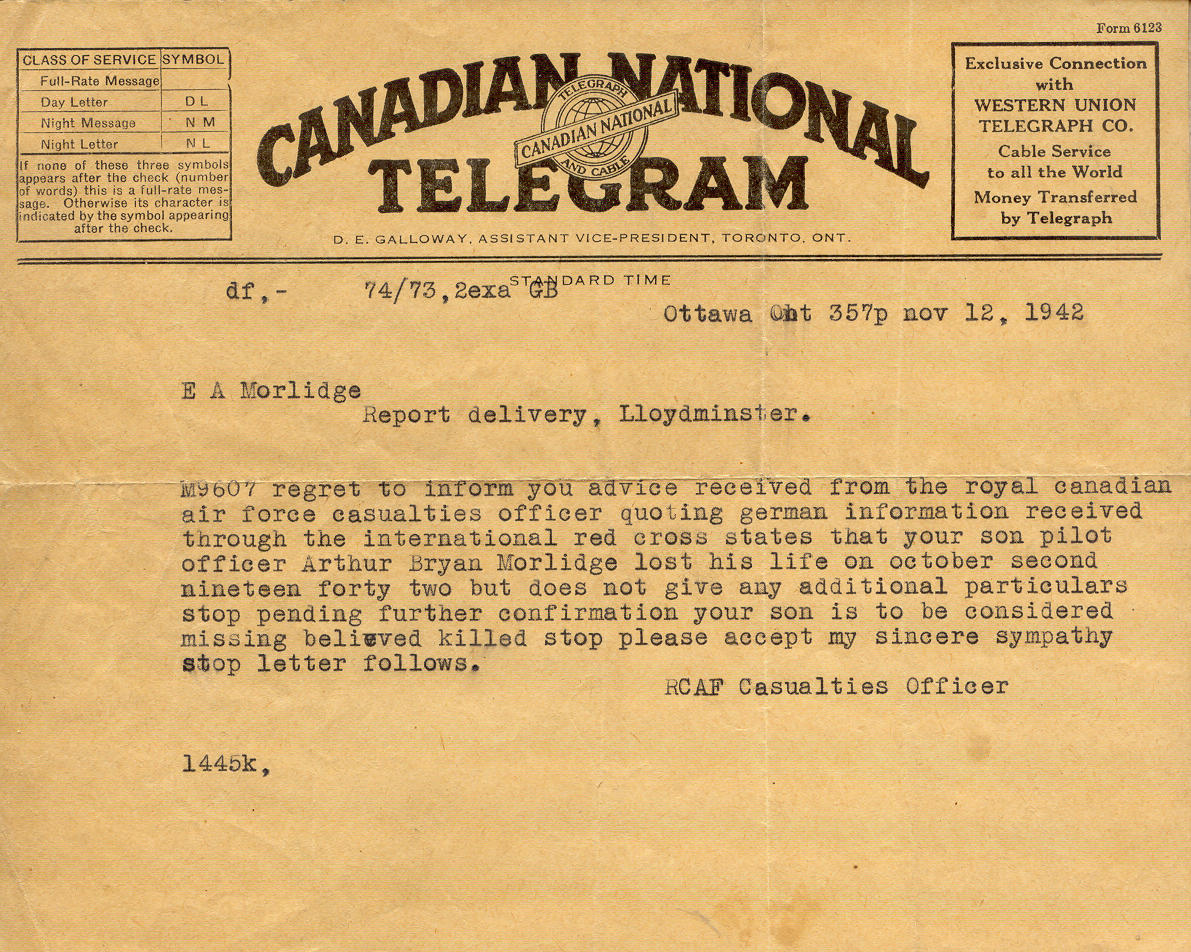 Form 6123
CLASS OF SERVICE SYMBOL
Full-Rate Message
Day Letter D L
Night Message N M
Night Letter N L
If none of these three symbols
appears after the check (number
of words) this is a full-rate mes-
sage. Otherwise its character is
indicated by the symbol appearing
after the check.
CANADIAN NATIONAL
TELEGRAPH
CANADIAN NATIONAL
AND CABLE
TELEGRAM
D. E. GALLOWAY, ASSISTANT VICE-PRESIDENT, TORONTO, ONT.
Exclusive Connection
with
WESTERN UNION
TELEGRAPH CO.
Cable Service
to all the World
Money Transferred
by Telegraph
STANDARD TIME
df,- 74/73,2exa GB
Ottawa Ont 357p nov 12, 1942
E A Morlidge
Report delivery, Lloydminster.
M9607 regret to inform you advice received from the royal canadian
air force casualties officer quoting german information received
through the international red cross states that your son pilot
officer Arthur Bryan Morlidge lost his life on october second
nineteen forty two but does not give any additional particulars
stop pending further confirmation your son is to be considered
missing believed killed stop please accept my sincere sympathy
stop letter follows.
RCAF Casualties Officer
1445k,